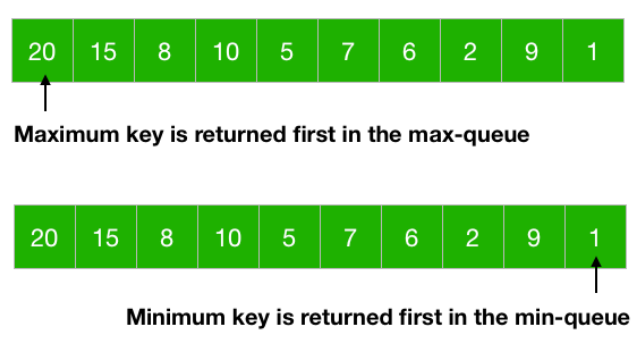 20 15 8 10 5 7 6 2 9 1
Maximum key is returned first in the max-queue
20 15 8 10 5 7 6 2 9 1
Minimum key is returned first in the min-queue